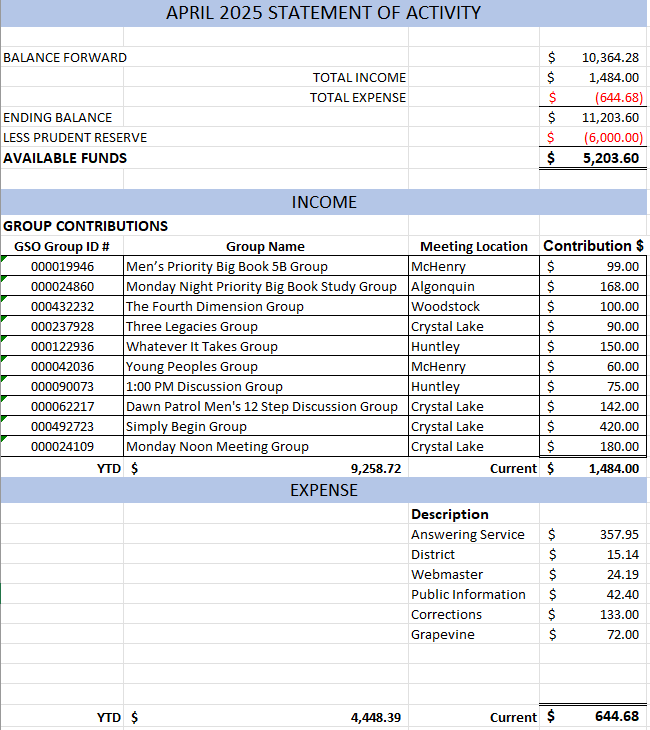 APRIL 2025 STATEMENT OF ACTIVITY
BALANCE FORWARD $ 10,364.28
TOTAL INCOME $ 1,484.00
TOTAL EXPENSE $ (644.68)
ENDING BALANCE $ 11,203.60
LESS PRUDENT RESERVE $ (6,000.00)
AVAILABLE FUNDS $ 5,203.60
INCOME
GROUP CONTRIBUTIONS
GSO Group ID # Group Name Meeting Location Contribution $
000019946 Men’s Priority Big Book 5B Group McHenry $ 99.00
000024860 Monday Night Priority Big Book Study Group Algonquin $ 168.00
000432232 The Fourth Dimension Group Woodstock $ 100.00
000237928 Three Legacies Group Crystal Lake $ 90.00
000122936 Whatever It Takes Group Huntley $ 150.00
000042036 Young Peoples Group McHenry $ 60.00
000090073 1:00 PM Discussion Group Huntley $ 75.00
000062217 Dawn Patrol Men's 12 Step Discussion Group Crystal Lake $ 142.00
000492723 Simply Begin Group Crystal Lake $ 420.00
000024109 Monday Noon Meeting Group Crystal Lake $ 180.00
YTD $ 9,258.72 Current $ 1,484.00
EXPENSE
Description
Answering Service $ 357.95
District $ 15.14
Webmaster $ 24.19
Public Information $ 42.40
Corrections $ 133.00
Grapevine $ 72.00
YTD $ 4,448.39 Current $ 644.68